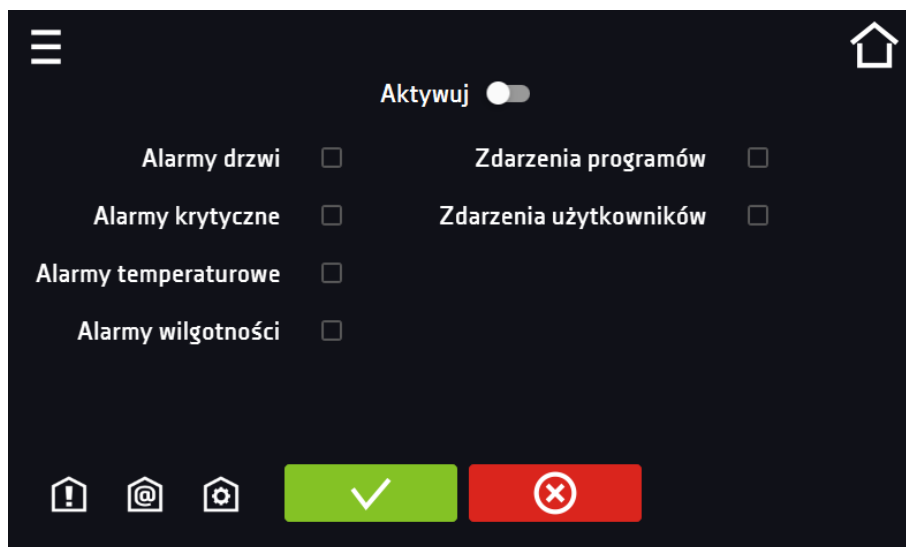 Aktywuj
Alarmy drzwi
Zdarzenia programów
Alarmy krytyczne
Zdarzenia użytkowników
Alarmy temperaturowe
Alarmy wilgotności
@